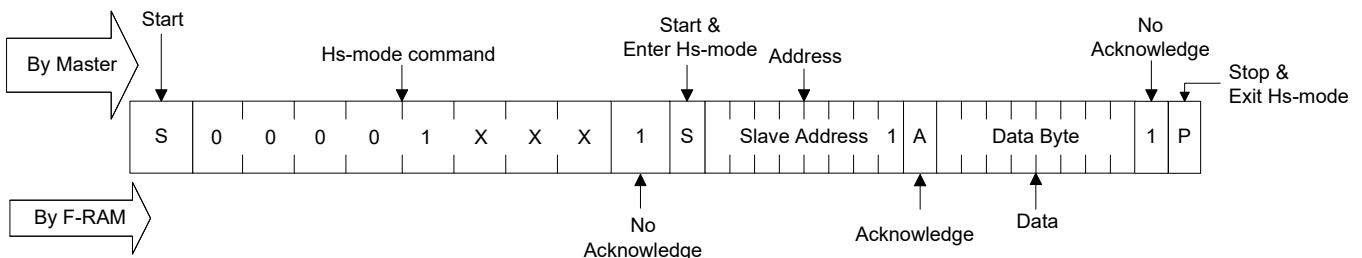 Start
Start &
Enter Hs-mode
No
Acknowledge
By Master
Hs-mode command
Address
Stop &
Exit Hs-mode
S 0 0 0 0 1 X X X 1 S Slave Address 1 A Data Byte 1 P
By F-RAM
No
Acknowledge
Acknowledge
Data